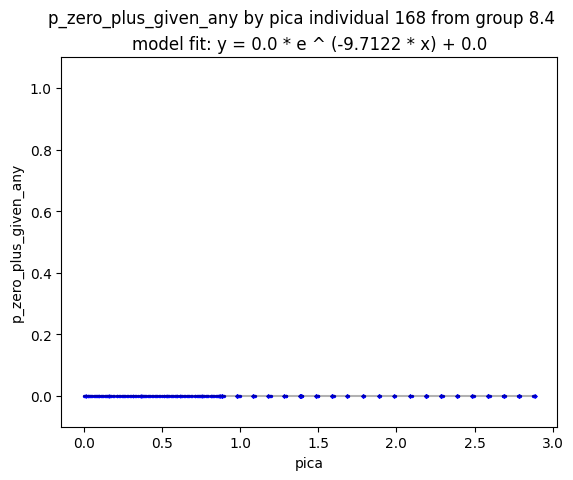 p_zero_plus_given_any by pica individual 168 from group 8.4
model fit: y = 0.0 * e ^ (-9.7122 * x) + 0.0
1.0
0.8
0.6
0.4
0.2
0.0
p_zero_plus_given_any
0.0 0.5 1.0 1.5 2.0 2.5 3.0
pica